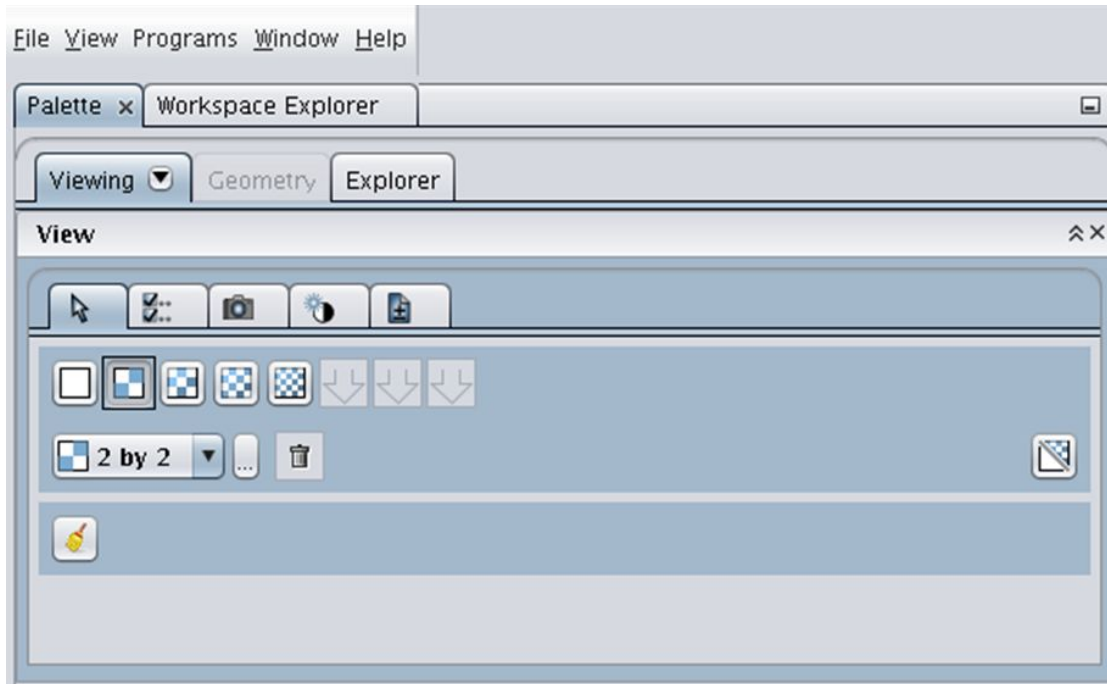 File View Programs Window Help
Palette Workspace Explorer
Viewing Geometry Explorer
View
2 by 2 ...